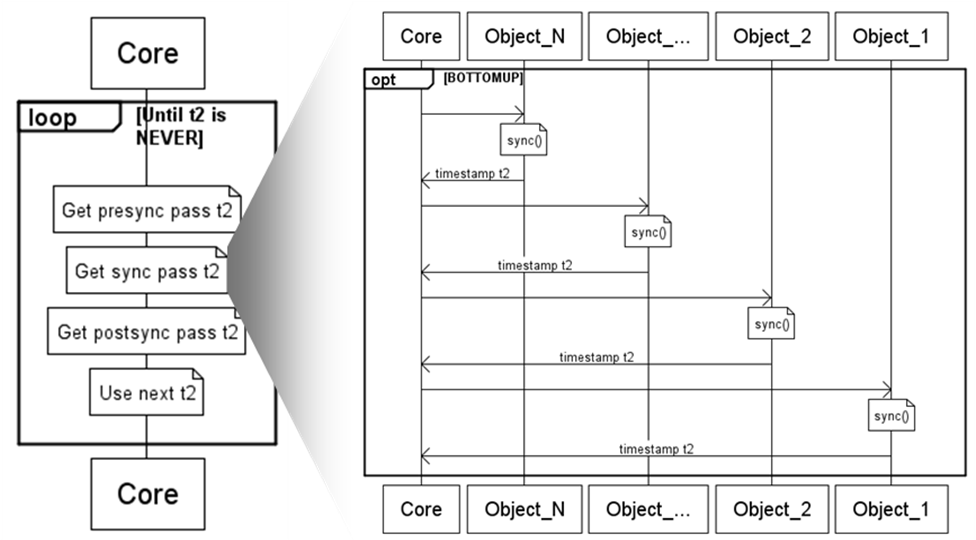 Core
loop
[Until t2 is
NEVER]
Get presync pass t2
Get sync pass t2
Get postsync pass t2
Use next t2
Core
Core
Object_N
Object_...
Object_2
Object_1
opt
[BOTTOMUP]
sync()
timestamp t2
sync()
timestamp t2
sync()
timestamp t2
sync()
timestamp t2
Core
Object_N
Object_...
Object_2
Object_1